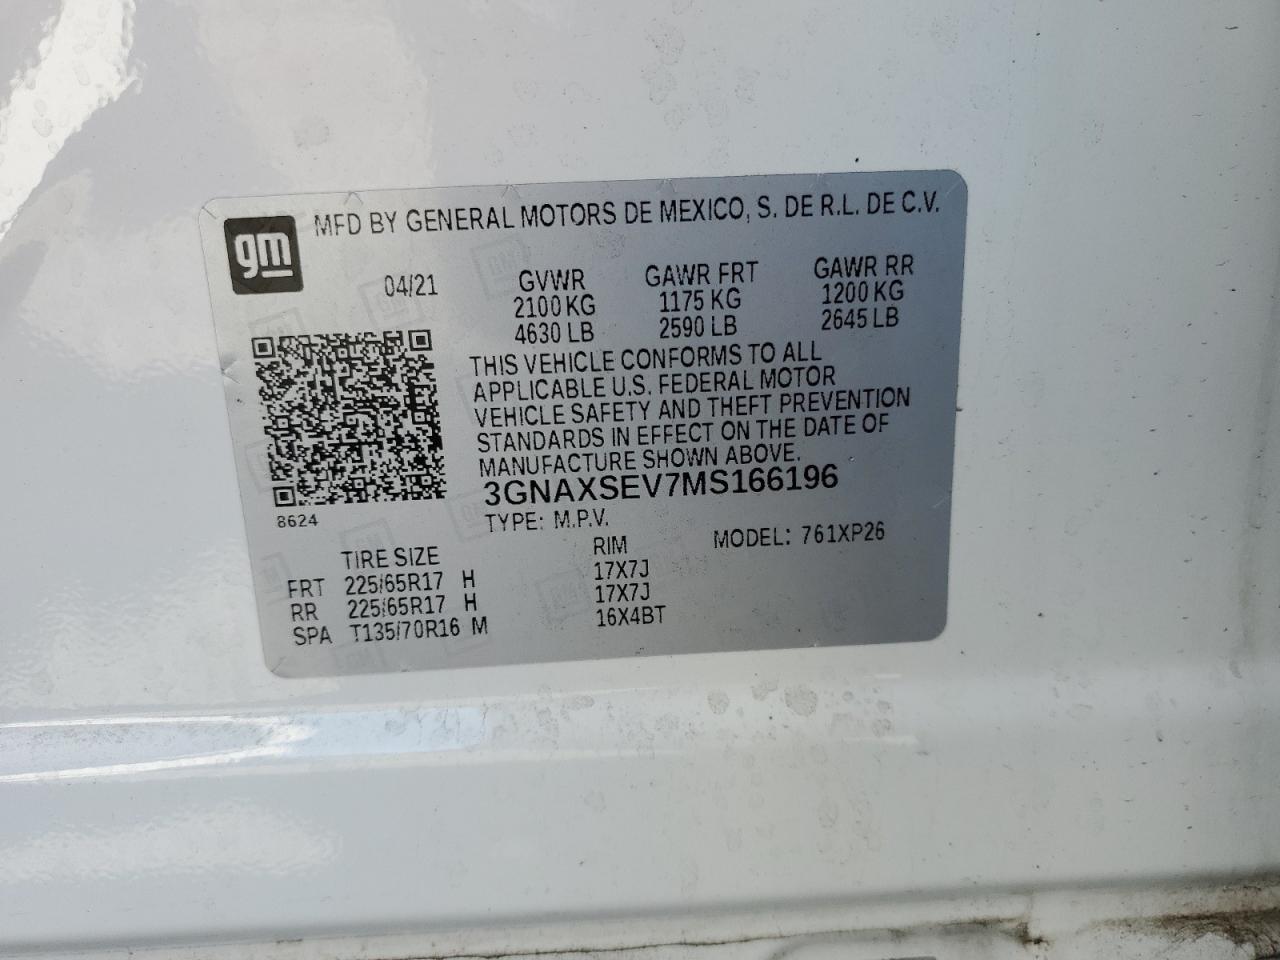 gm
MFD BY GENERAL MOTORS DE MEXICO, S. DE R.L. DE C.V.
04/21 GVWR GAWR FRT GAWR RR
2100 KG 1175 KG 1200 KG
4630 LB 2590 LB 2645 LB
THIS VEHICLE CONFORMS TO ALL
APPLICABLE U.S. FEDERAL MOTOR
VEHICLE SAFETY AND THEFT PREVENTION
STANDARDS IN EFFECT ON THE DATE OF
MANUFACTURE SHOWN ABOVE.
3GNAXSEV7MS166196
8624
TYPE: M.P.V. MODEL: 761XP26
TIRE SIZE RIM
FRT 225/65R17 H 17X7J
RR 225/65R17 H 17X7J
SPA T135/70R16 M 16X4BT